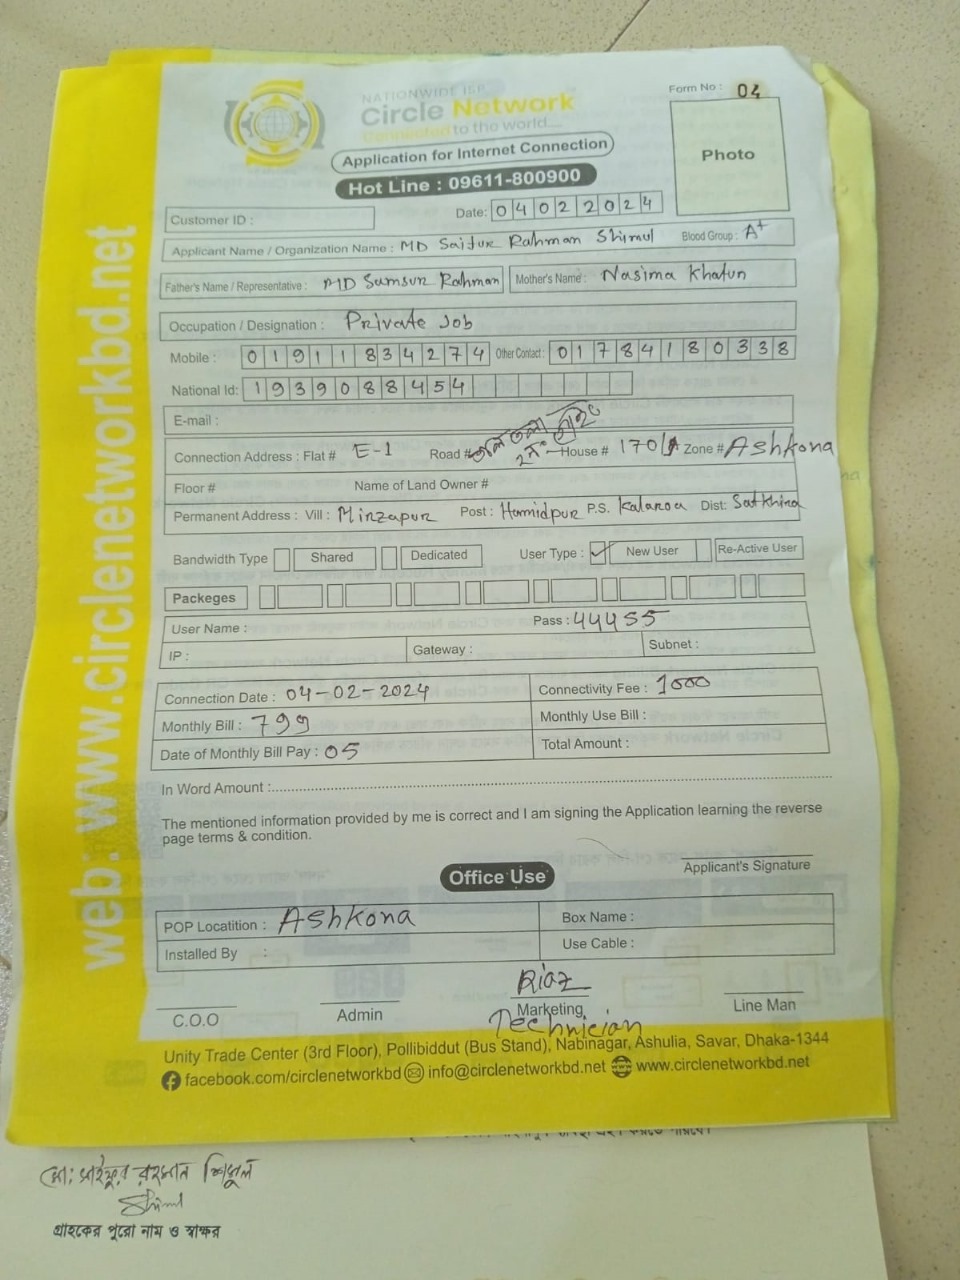 Form No : 04
NATIONWIDE ISP
Circle Network
Connected to the world....
Photo
Application for Internet Connection
Hot Line : 09611-800900
Customer ID :
Date: 04022024
Applicant Name / Organization Name : MD Saifur Rahman Shimul Blood Group : A+
Father's Name / Representative : MD Samsur Rahman Mother's Name : Nasima Khatun
Occupation / Designation : Private Job
Mobile : 01911834274 Other Contact : 01784180338
National Id: 1939088454
E-mail :
Connection Address : Flat # E-1 Road # House # 170/A Zone # Ashkona
Floor # Name of Land Owner #
Permanent Address : Vill : Mirzapur Post : Hamidpur P.S. Kalaroa Dist: Satkhira
Bandwidth Type Shared Dedicated User Type : New User Re-Active User
Packeges
User Name : Pass : 44455
IP : Gateway : Subnet :
Connection Date : 04-02-2024 Connectivity Fee : 1000
Monthly Bill : 799 Monthly Use Bill :
Date of Monthly Bill Pay : 05 Total Amount :
In Word Amount :
The mentioned information provided by me is correct and I am signing the Application learning the reverse
page terms & condition.
Applicant's Signature
Office Use
POP Locatition : Ashkona Box Name :
Installed By : Use Cable :
Riaz
C.O.O Admin Marketing Line Man
Technician
Unity Trade Center (3rd Floor), Pollibiddut (Bus Stand), Nabinagar, Ashulia, Savar, Dhaka-1344
facebook.com/circlenetworkbd info@circlenetworkbd.net www.circlenetworkbd.net
web: www.circlenetworkbd.net
মো: সাইফুর রহমান শিমুল
গ্রাহকের পুরো নাম ও স্বাক্ষর